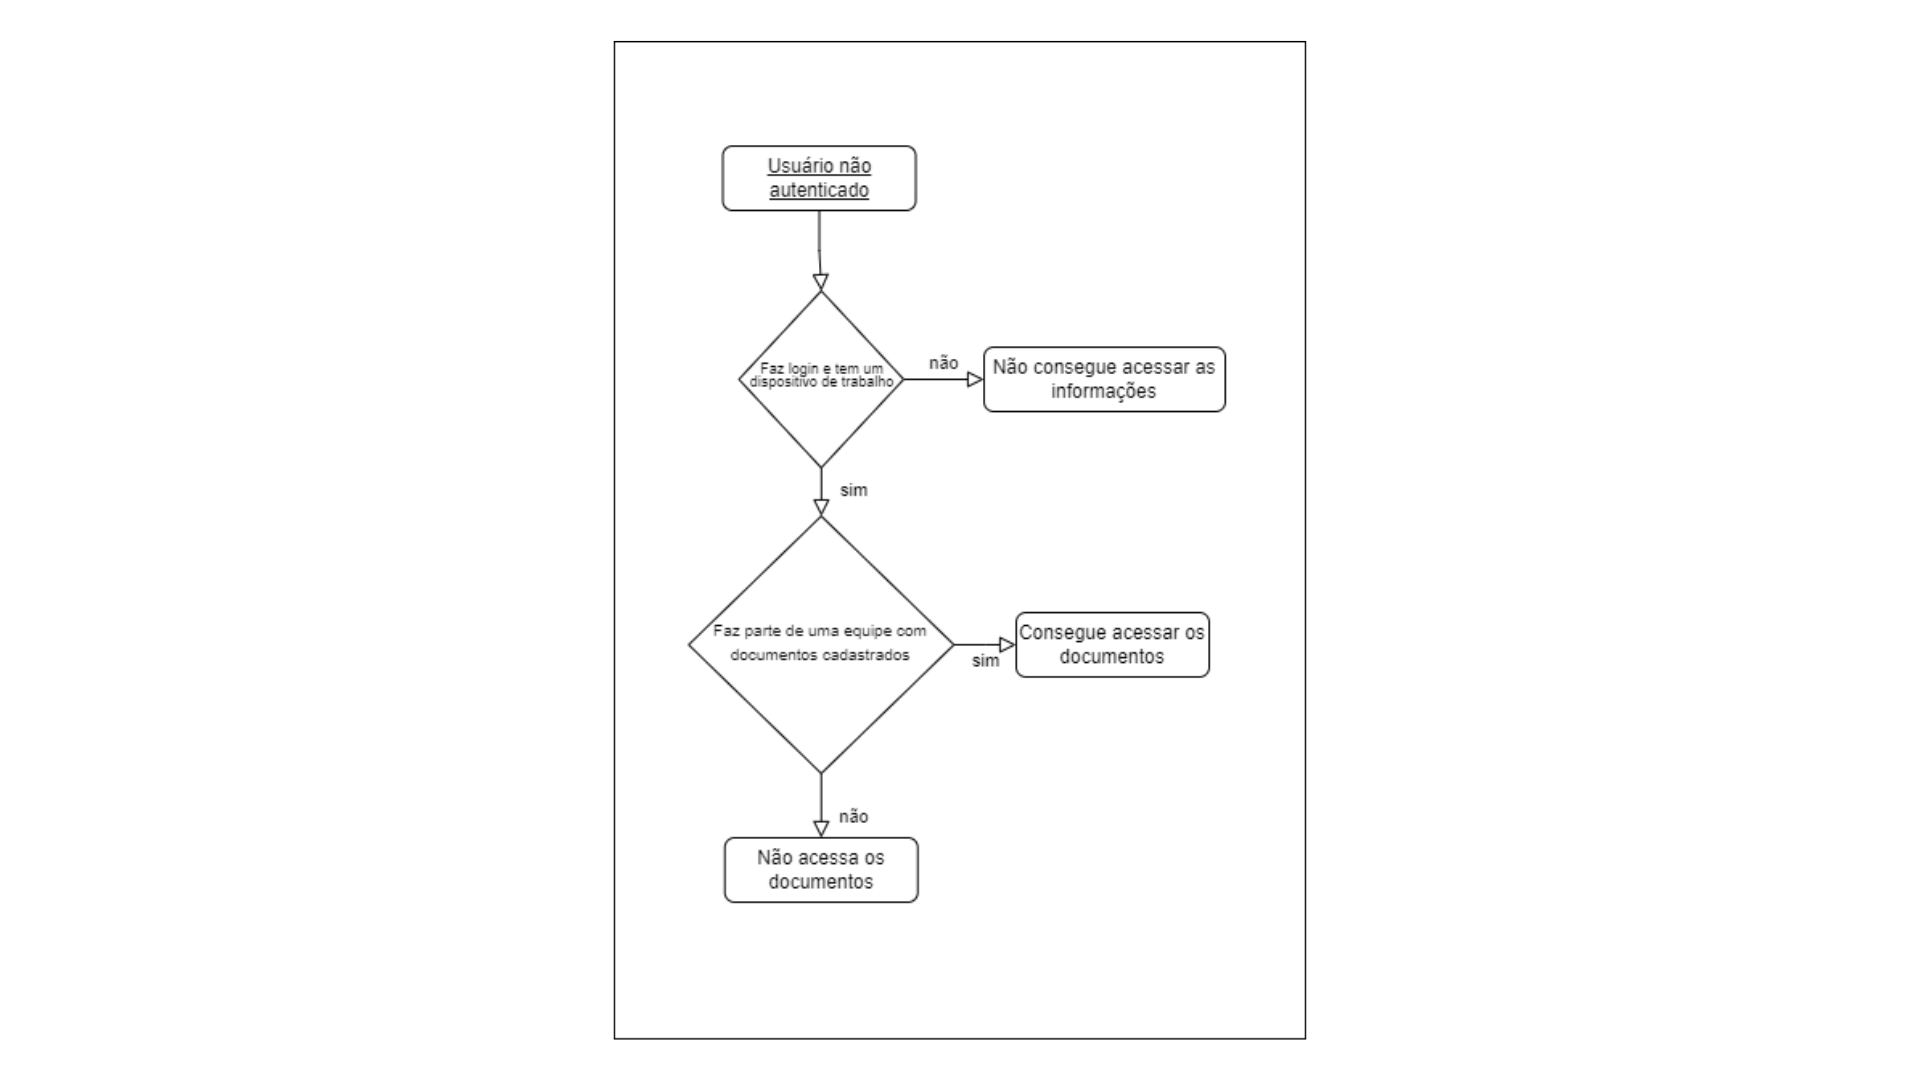 Usuário não
autenticado
Faz login e tem um
dispositivo de trabalho
não
Não consegue acessar as
informações
sim
Faz parte de uma equipe com
documentos cadastrados
sim
Consegue acessar os
documentos
não
Não acessa os
documentos